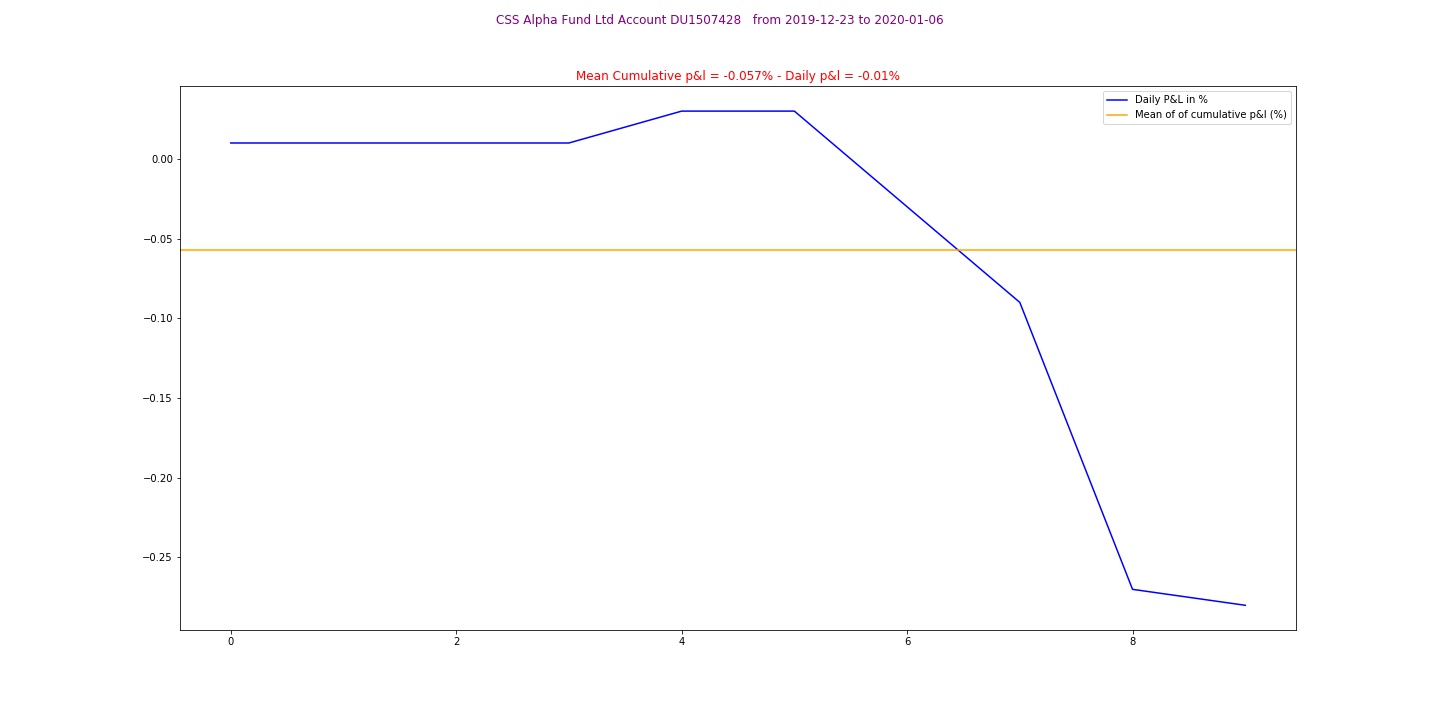 CSS Alpha Fund Ltd Account DU1507428   from 2019-12-23 to 2020-01-06
Mean Cumulative p&l = -0.057% - Daily p&l = -0.01%
Daily P&L in %
Mean of of cumulative p&l (%)
0.00
−0.05
−0.10
−0.15
−0.20
−0.25
0 2 4 6 8